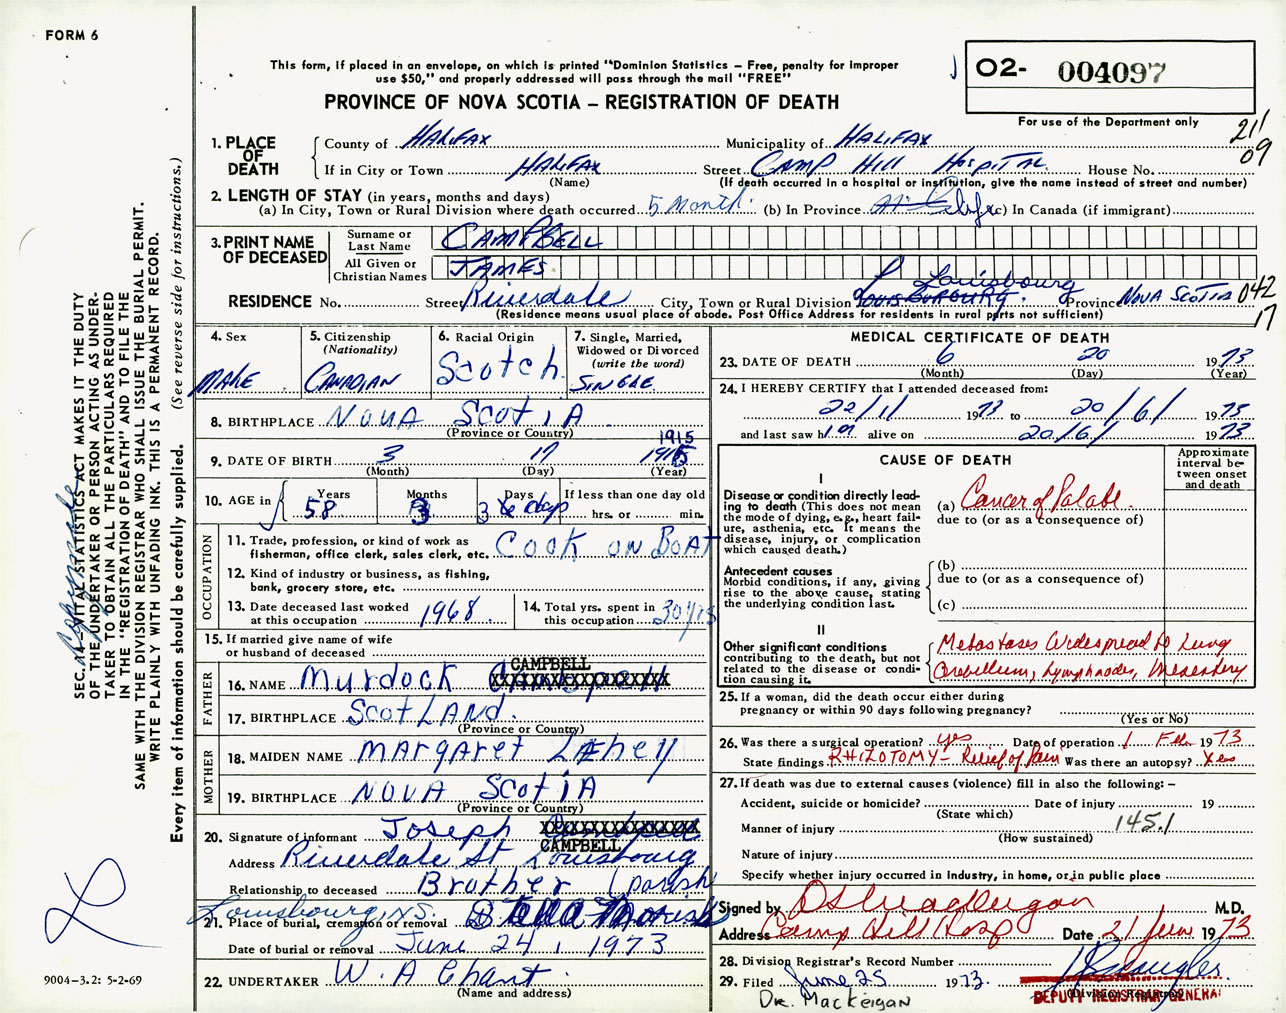 FORM 6
This form, if placed in an envelope, on which is printed "Dominion Statistics – Free, penalty for improper
use $50," and properly addressed will pass through the mail "FREE"
PROVINCE OF NOVA SCOTIA – REGISTRATION OF DEATH
O2- 004097
For use of the Department only
211
09
1. PLACE OF DEATH
County of HALIFAX Municipality of HALIFAX
If in City or Town HALIFAX Street CAMP HILL HOSPITAL House No.
(Name) (If death occurred in a hospital or institution, give the name instead of street and number)
2. LENGTH OF STAY (in years, months and days)
(a) In City, Town or Rural Division where death occurred 5 Month. (b) In Province (c) In Canada (if immigrant)
3. PRINT NAME OF DECEASED
Surname or Last Name CAMPBELL
All Given or Christian Names JAMES
RESIDENCE No. Street Riverdale City, Town or Rural Division Louisbourg Province NOVA SCOTIA 042
17
(Residence means usual place of abode. Post Office Address for residents in rural parts not sufficient)
4. Sex MALE
5. Citizenship (Nationality) CANADIAN
6. Racial Origin Scotch
7. Single, Married, Widowed or Divorced (write the word) SINGLE
8. BIRTHPLACE NOVA SCOTIA
(Province or Country)
9. DATE OF BIRTH 3 17 1915 1915
(Month) (Day) (Year)
10. AGE in Years 58 Months 3 Days 3 days If less than one day old hrs. or min.
OCCUPATION
11. Trade, profession, or kind of work as fisherman, office clerk, sales clerk, etc. COOK ON BOAT
12. Kind of industry or business, as fishing, bank, grocery store, etc.
13. Date deceased last worked at this occupation 1968
14. Total yrs. spent in this occupation 30 yrs
15. If married give name of wife or husband of deceased
FATHER
16. NAME Murdock CAMPBELL
17. BIRTHPLACE SCOTLAND.
(Province or Country)
MOTHER
18. MAIDEN NAME Margaret Lahey
19. BIRTHPLACE NOVA SCOTIA
(Province or Country)
20. Signature of informant Joseph CAMPBELL
Address Riverdale St Louisbourg
Relationship to deceased Brother (Parish
21. Place of burial, cremation or removal Louisbourg, N.S.
Date of burial or removal June 24, 1973
22. UNDERTAKER W. A Chant.
(Name and address)
MEDICAL CERTIFICATE OF DEATH
23. DATE OF DEATH 6 20 1973
(Month) (Day) (Year)
24. I HEREBY CERTIFY that I attended deceased from:
22/11 1973 to 20/6/ 1973
and last saw him alive on 20/6/ 1973
CAUSE OF DEATH
Approximate interval between onset and death
I
Disease or condition directly leading to death (This does not mean the mode of dying, e.g., heart failure, asthenia, etc. It means the disease, injury, or complication which caused death.)
(a) Cancer of Palate.
due to (or as a consequence of)
Antecedent causes
Morbid conditions, if any, giving rise to the above cause, stating the underlying condition last.
(b)
due to (or as a consequence of)
(c)
II
Other significant conditions
contributing to the death, but not related to the disease or condition causing it.
Metastases Widespread to Lung
Cerebellum, Lymphnodes, Mesentery
25. If a woman, did the death occur either during pregnancy or within 90 days following pregnancy?
(Yes or No)
26. Was there a surgical operation? yes Date of operation 1 Feb. 1973
State findings RHIZOTOMY – Relief of Pain Was there an autopsy? Yes
27. If death was due to external causes (violence) fill in also the following: –
Accident, suicide or homicide? Date of injury 19
(State which)
Manner of injury 145.1
(How sustained)
Nature of injury
Specify whether injury occurred in industry, in home, or in public place
Signed by M.D.
Address Camp Hill Hosp Date 21 June 1973
28. Division Registrar's Record Number
29. Filed June 25 1973.
(Division Registrar)
DEPUTY REGISTRAR GENERAL
DR. MACKEIGAN
SEC. 14 – VITAL STATISTICS ACT MAKES IT THE DUTY
OF THE UNDERTAKER OR PERSON ACTING AS UNDER-
TAKER TO OBTAIN ALL THE PARTICULARS REQUIRED
IN THE "REGISTRATION OF DEATH" AND TO FILE THE
SAME WITH THE DIVISION REGISTRAR WHO SHALL ISSUE THE BURIAL PERMIT.
WRITE PLAINLY WITH UNFADING INK. THIS IS A PERMANENT RECORD.
Every item of information should be carefully supplied. (See reverse side for instructions.)
9004–3.2: 5-2-69